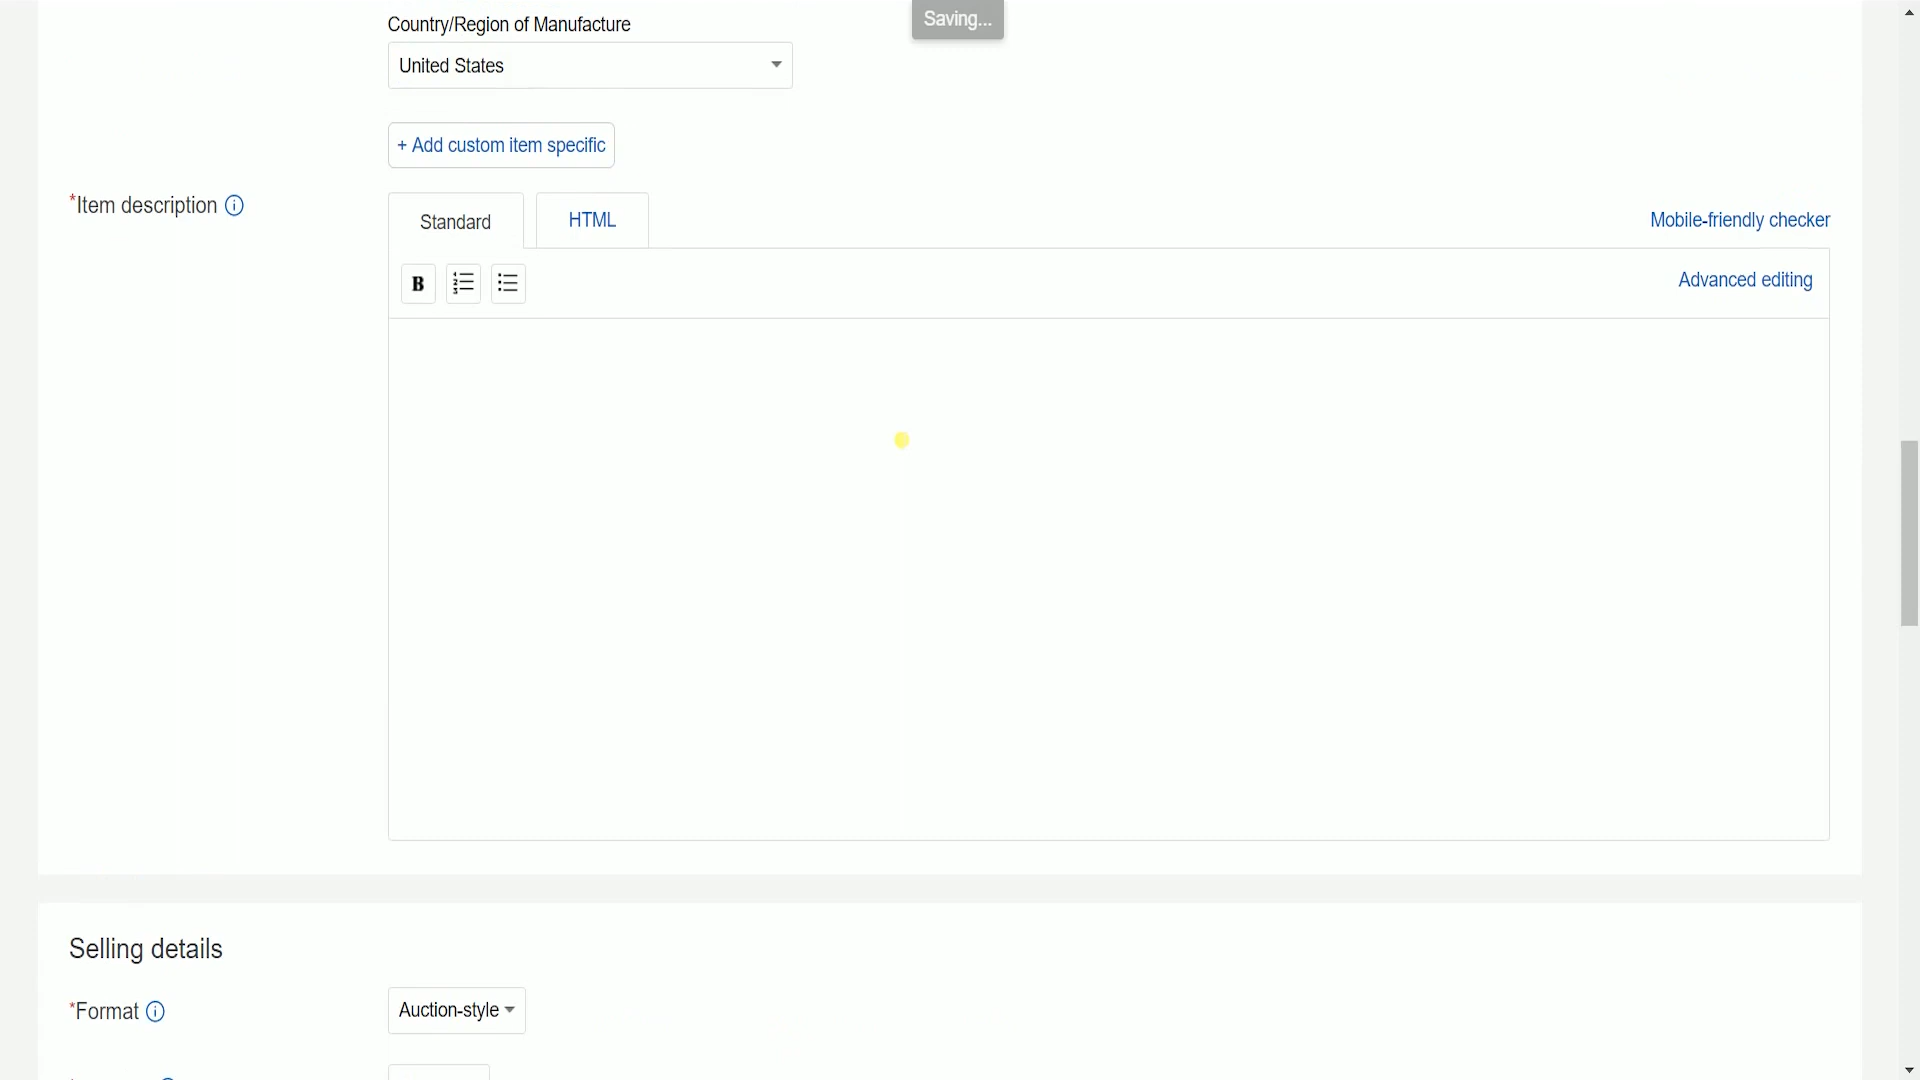 Country/Region of Manufacture
Saving...
United States
+ Add custom item specific
*Item description
Standard
HTML
Mobile-friendly checker
B
Advanced editing
Selling details
*Format
Auction-style